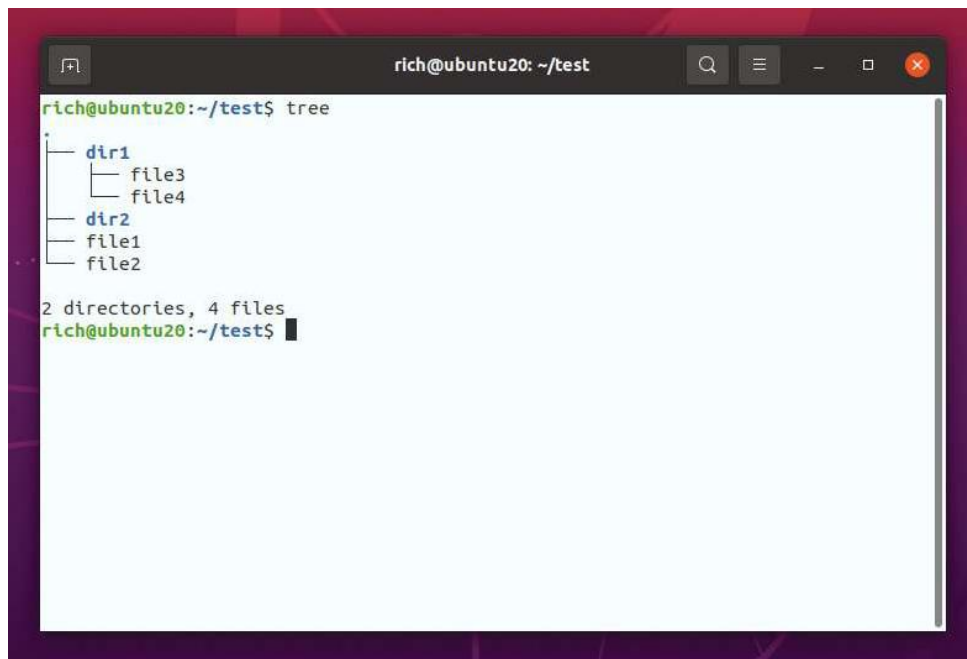 rich@ubuntu20: ~/test
rich@ubuntu20:~/test$ tree
.
├── dir1
│   ├── file3
│   └── file4
├── dir2
├── file1
└── file2
2 directories, 4 files
rich@ubuntu20:~/test$